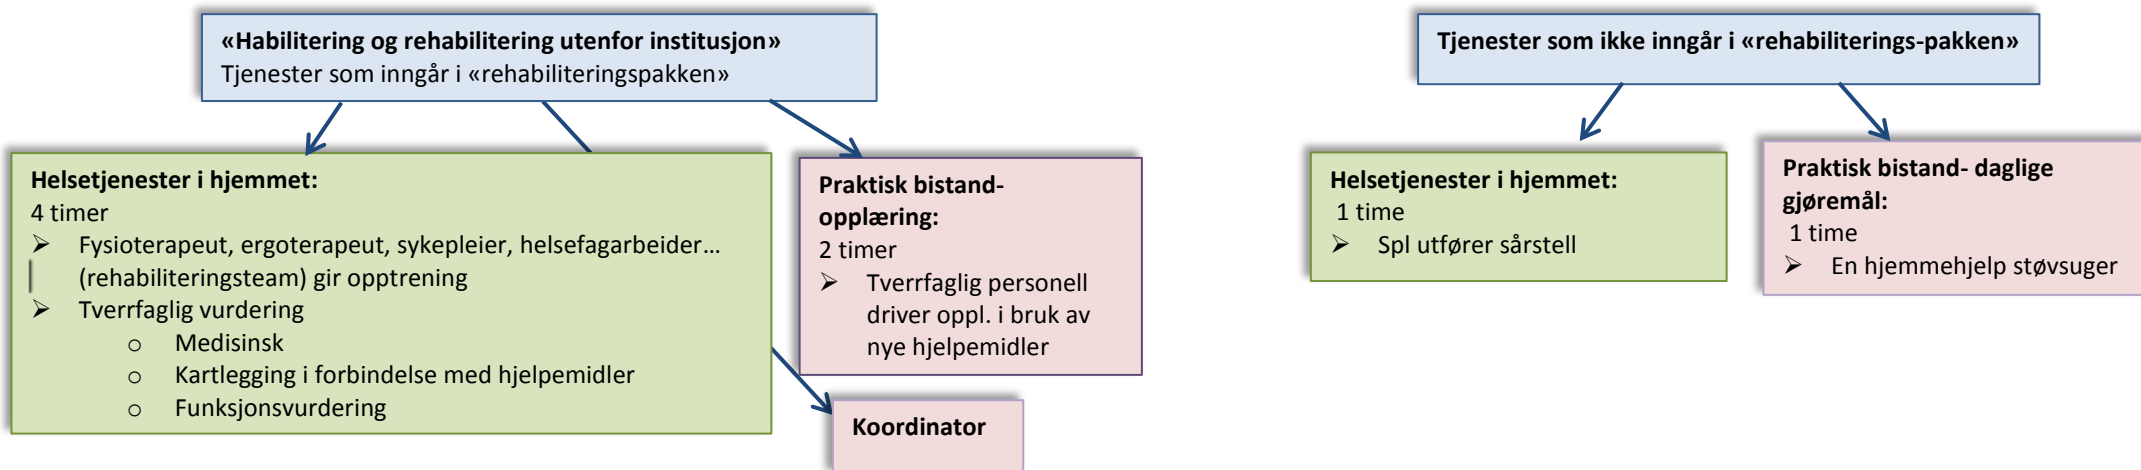 «Habilitering og rehabilitering utenfor institusjon»
Tjenester som inngår i «rehabiliteringspakken»
Helsetjenester i hjemmet:
4 timer
➢ Fysioterapeut, ergoterapeut, sykepleier, helsefagarbeider…
(rehabiliteringsteam) gir opptrening
➢ Tverrfaglig vurdering
o Medisinsk
o Kartlegging i forbindelse med hjelpemidler
o Funksjonsvurdering
Praktisk bistand-
opplæring:
2 timer
➢ Tverrfaglig personell
driver oppl. i bruk av
nye hjelpemidler
Koordinator
Tjenester som ikke inngår i «rehabiliterings-pakken»
Helsetjenester i hjemmet:
1 time
➢ Spl utfører sårstell
Praktisk bistand- daglige
gjøremål:
1 time
➢ En hjemmehjelp støvsuger